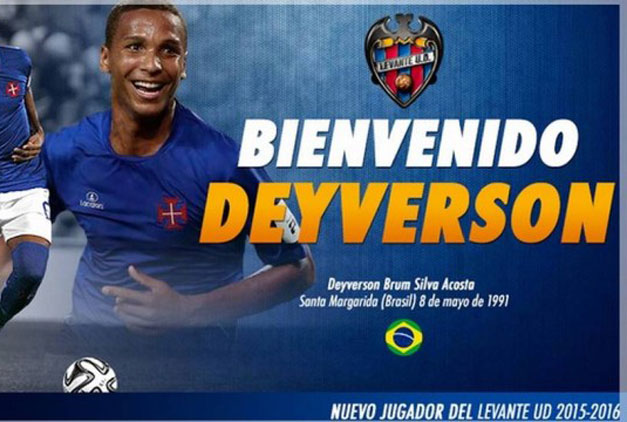 LEVANTE U.D.
BIENVENIDO
DEYVERSON
Lacatoni
Deyverson Brum Silva Acosta
Santa Margarida (Brasil) 8 de mayo de 1991
NUEVO JUGADOR DEL LEVANTE UD 2015-2016